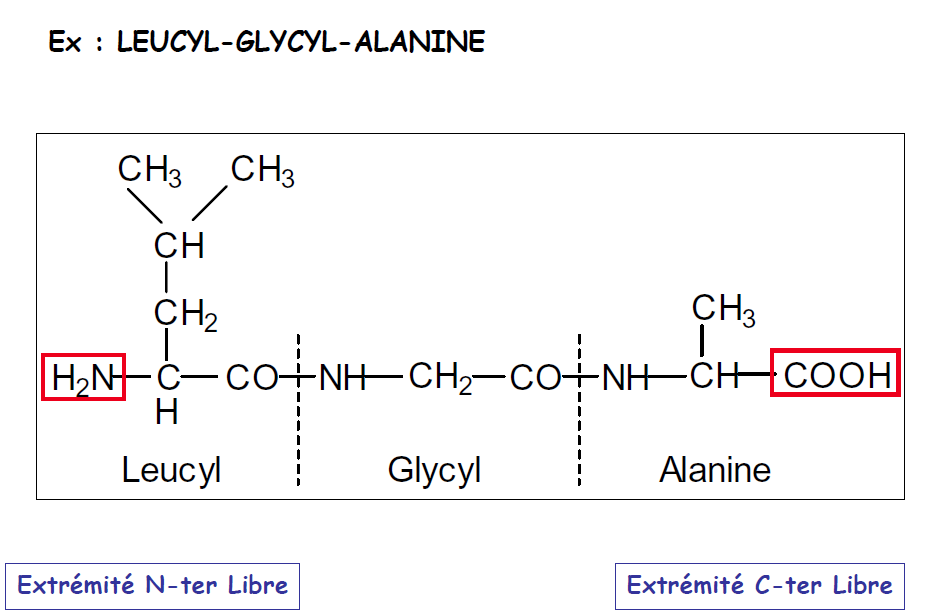 Ex : LEUCYL-GLYCYL-ALANINE
CH3 CH3
CH
CH2 CH3
H2N C CO NH CH2 CO NH CH COOH
H
Leucyl Glycyl Alanine
Extrémité N-ter Libre Extrémité C-ter Libre